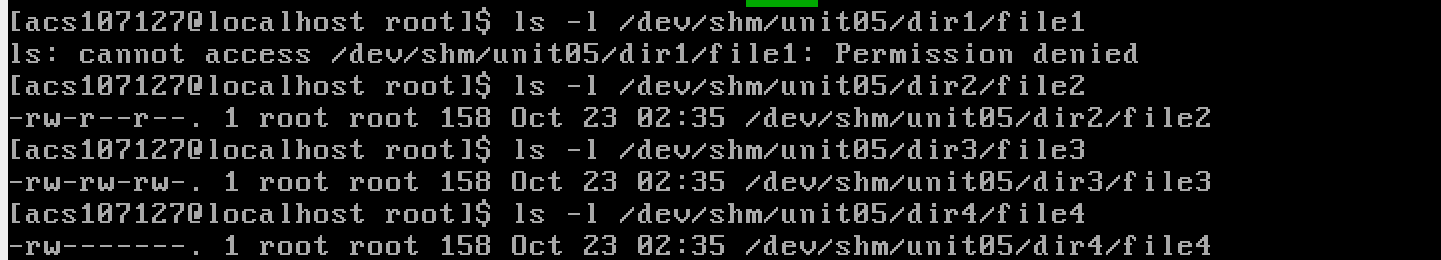 [acs107127@localhost root]$ ls -l /dev/shm/unit05/dir1/file1
ls: cannot access /dev/shm/unit05/dir1/file1: Permission denied
[acs107127@localhost root]$ ls -l /dev/shm/unit05/dir2/file2
-rw-r--r--. 1 root root 158 Oct 23 02:35 /dev/shm/unit05/dir2/file2
[acs107127@localhost root]$ ls -l /dev/shm/unit05/dir3/file3
-rw-rw-rw-. 1 root root 158 Oct 23 02:35 /dev/shm/unit05/dir3/file3
[acs107127@localhost root]$ ls -l /dev/shm/unit05/dir4/file4
-rw-------. 1 root root 158 Oct 23 02:35 /dev/shm/unit05/dir4/file4